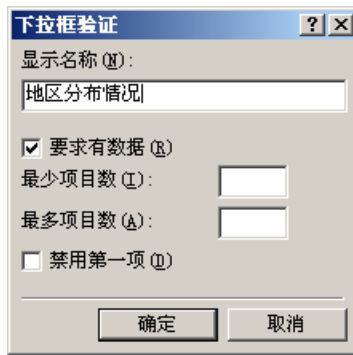 下拉框验证
显示名称(N):
地区分布情况
要求有数据(R)
最少项目数(I):
最多项目数(A):
禁用第一项(D)
确定 取消